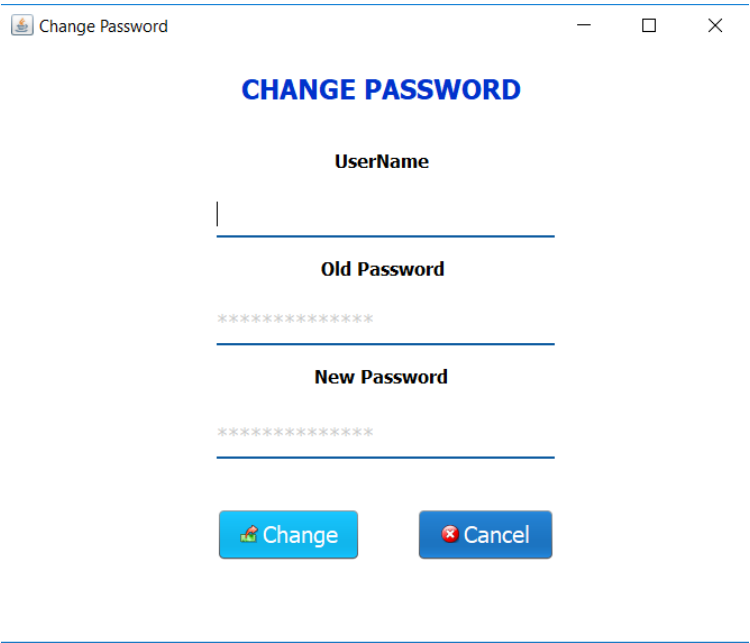 Change Password
CHANGE PASSWORD
UserName
Old Password
**************
New Password
**************
Change
Cancel